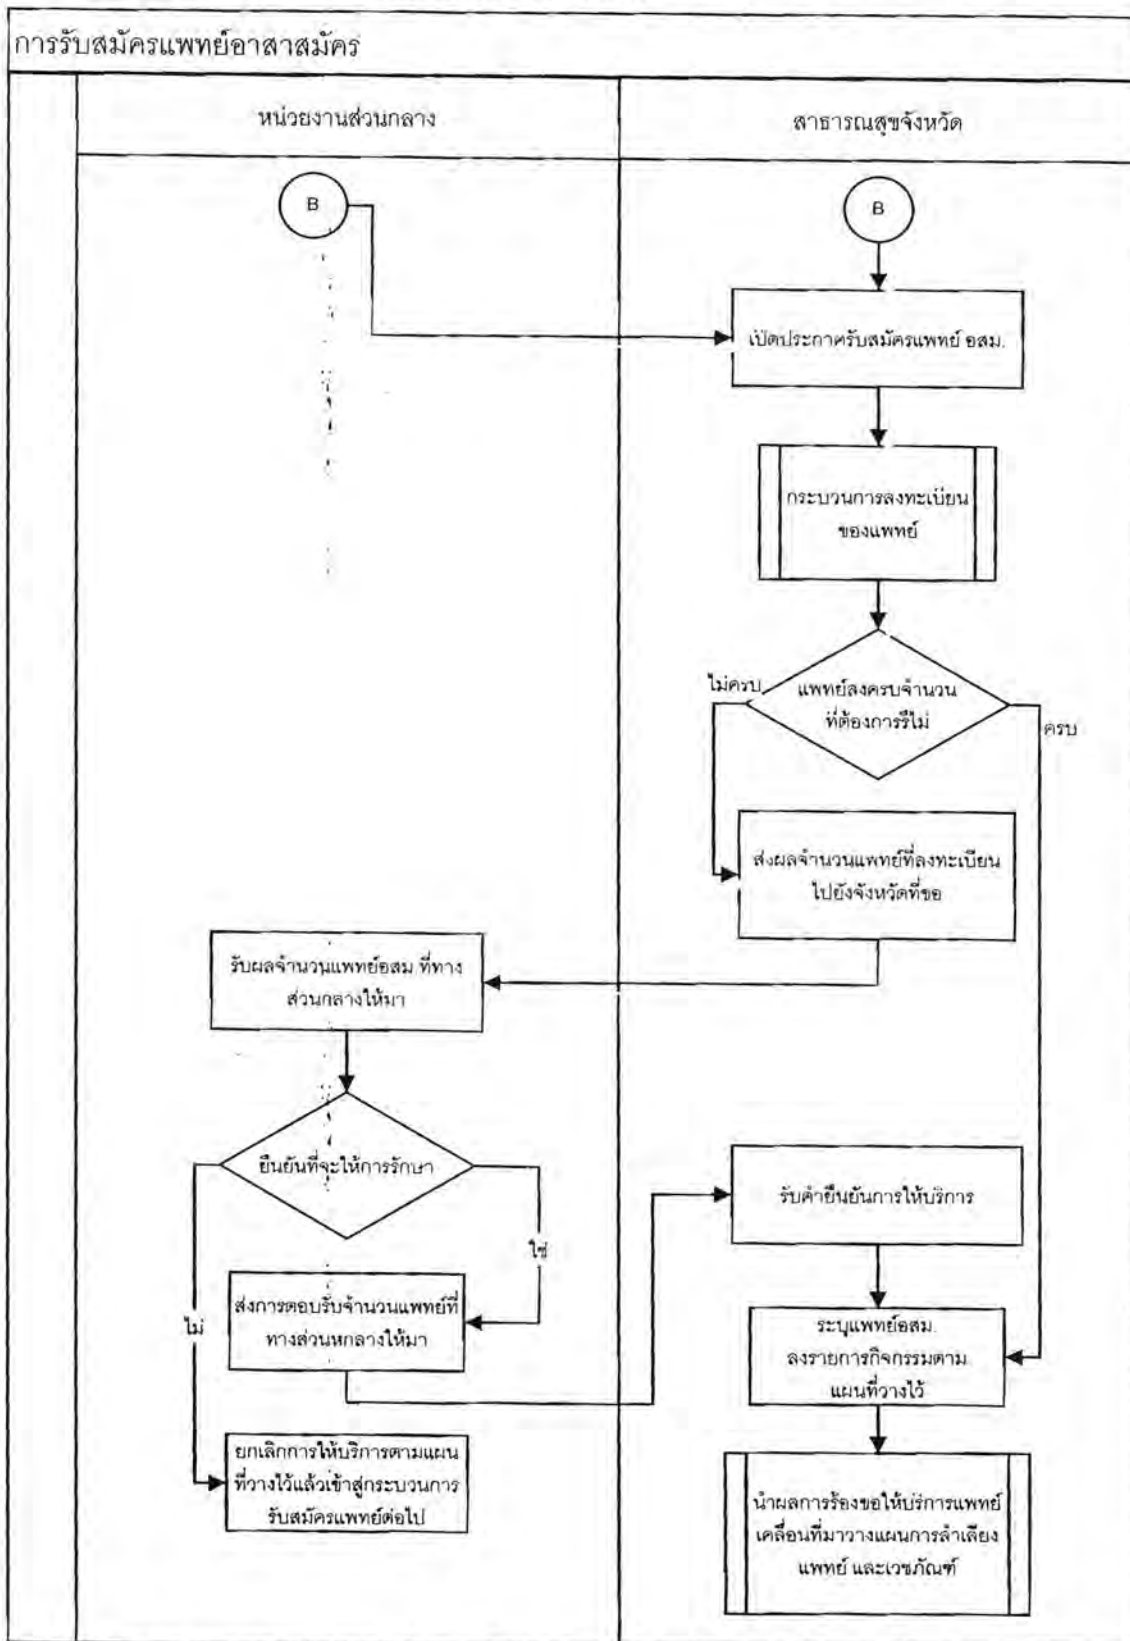 การรับสมัครแพทย์อาสาสมัคร
หน่วยงานส่วนกลาง
สาธารณสุขจังหวัด
B
B
เปิดประกาศรับสมัครแพทย์ อสม.
กระบวนการลงทะเบียน
ของแพทย์
แพทย์ลงครบจำนวน
ที่ต้องการรึไม่
ไม่ครบ
ครบ
ส่งผลจำนวนแพทย์ที่ลงทะเบียน
ไปยังจังหวัดที่ขอ
รับผลจำนวนแพทย์อสม ที่ทาง
ส่วนกลางให้มา
ยืนยันที่จะให้การรักษา
ใช่
ไม่
รับคำยืนยันการให้บริการ
ส่งการตอบรับจำนวนแพทย์ที่
ทางส่วนหกลางให้มา
ระบุแพทย์อสม.
ลงรายการกิจกรรมตาม
แผนที่วางไว้
ยกเลิกการให้บริการตามแผน
ที่วางไว้แล้วเข้าสู่กระบวนการ
รับสมัครแพทย์ต่อไป
นำผลการร้องขอให้บริการแพทย์
เคลื่อนที่มาวางแผนการลำเลียง
แพทย์ และเวชภัณฑ์